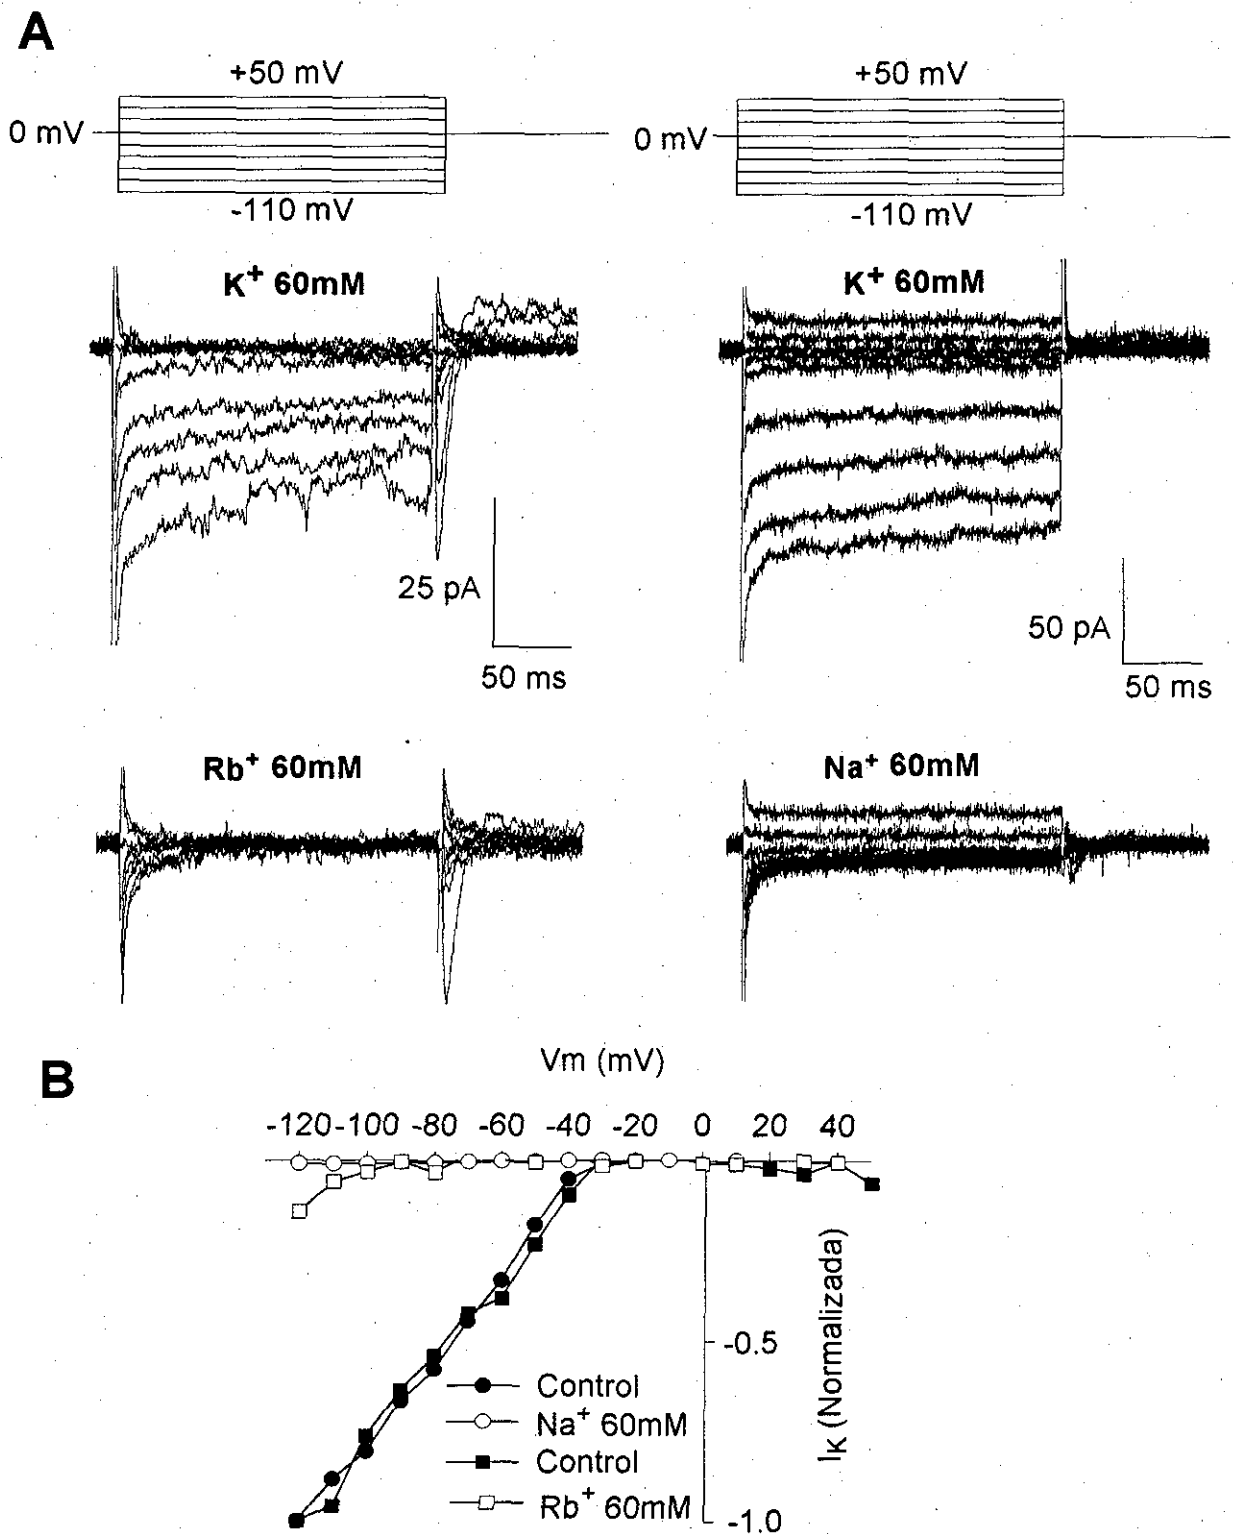 A
+50 mV
+50 mV
0 mV
0 mV
-110 mV
-110 mV
K⁺ 60mM
K⁺ 60mM
25 pA
50 ms
50 pA
50 ms
Rb⁺ 60mM
Na⁺ 60mM
B
Vm (mV)
-120 -100 -80 -60 -40 -20 0 20 40
-0.5
-1.0
I_K (Normalizada)
Control
Na⁺ 60mM
Control
Rb⁺ 60mM